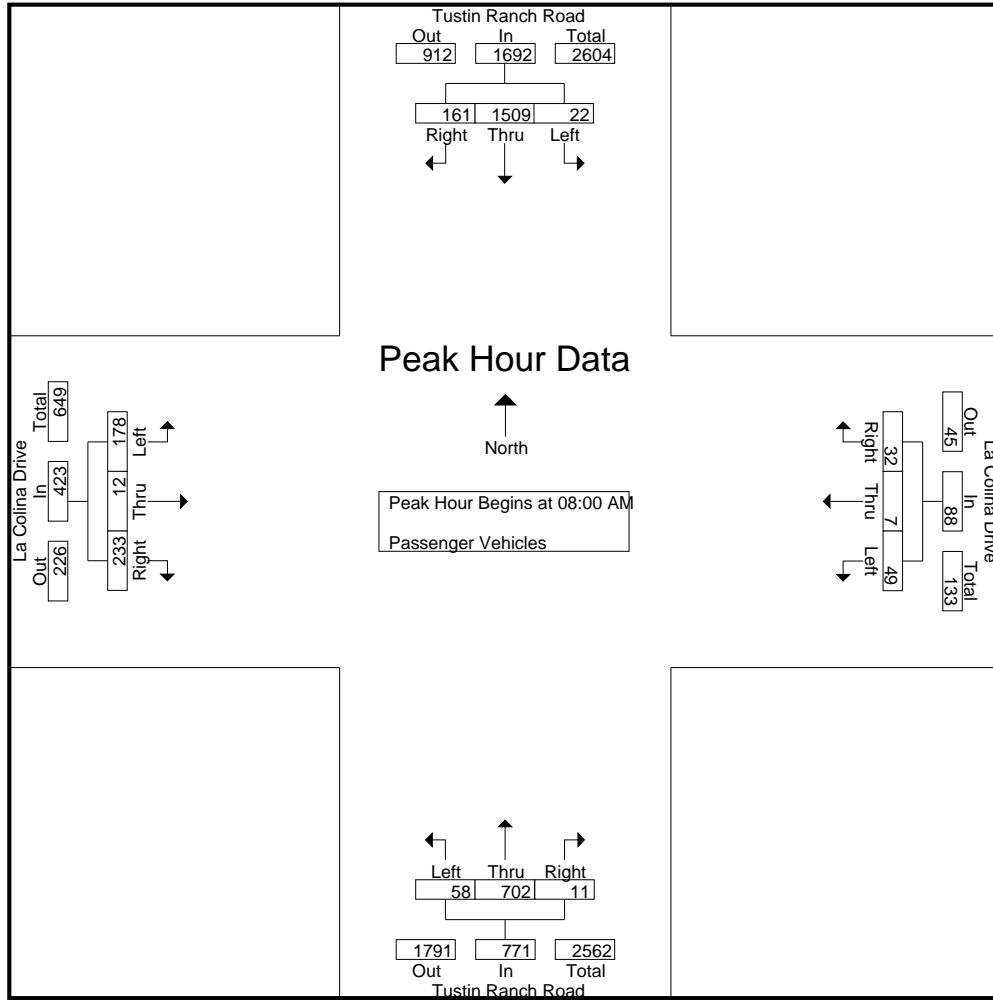 Tustin Ranch Road
Out In Total
912 1692 2604
161 1509 22
Right Thru Left
Peak Hour Data
North
Peak Hour Begins at 08:00 AM
Passenger Vehicles
La Colina Drive
Total In Out
649 423 226
178 12 233
Left Thru Right
La Colina Drive
Out In Total
45 88 133
32 7 49
Right Thru Left
Left Thru Right
58 702 11
1791 771 2562
Out In Total
Tustin Ranch Road